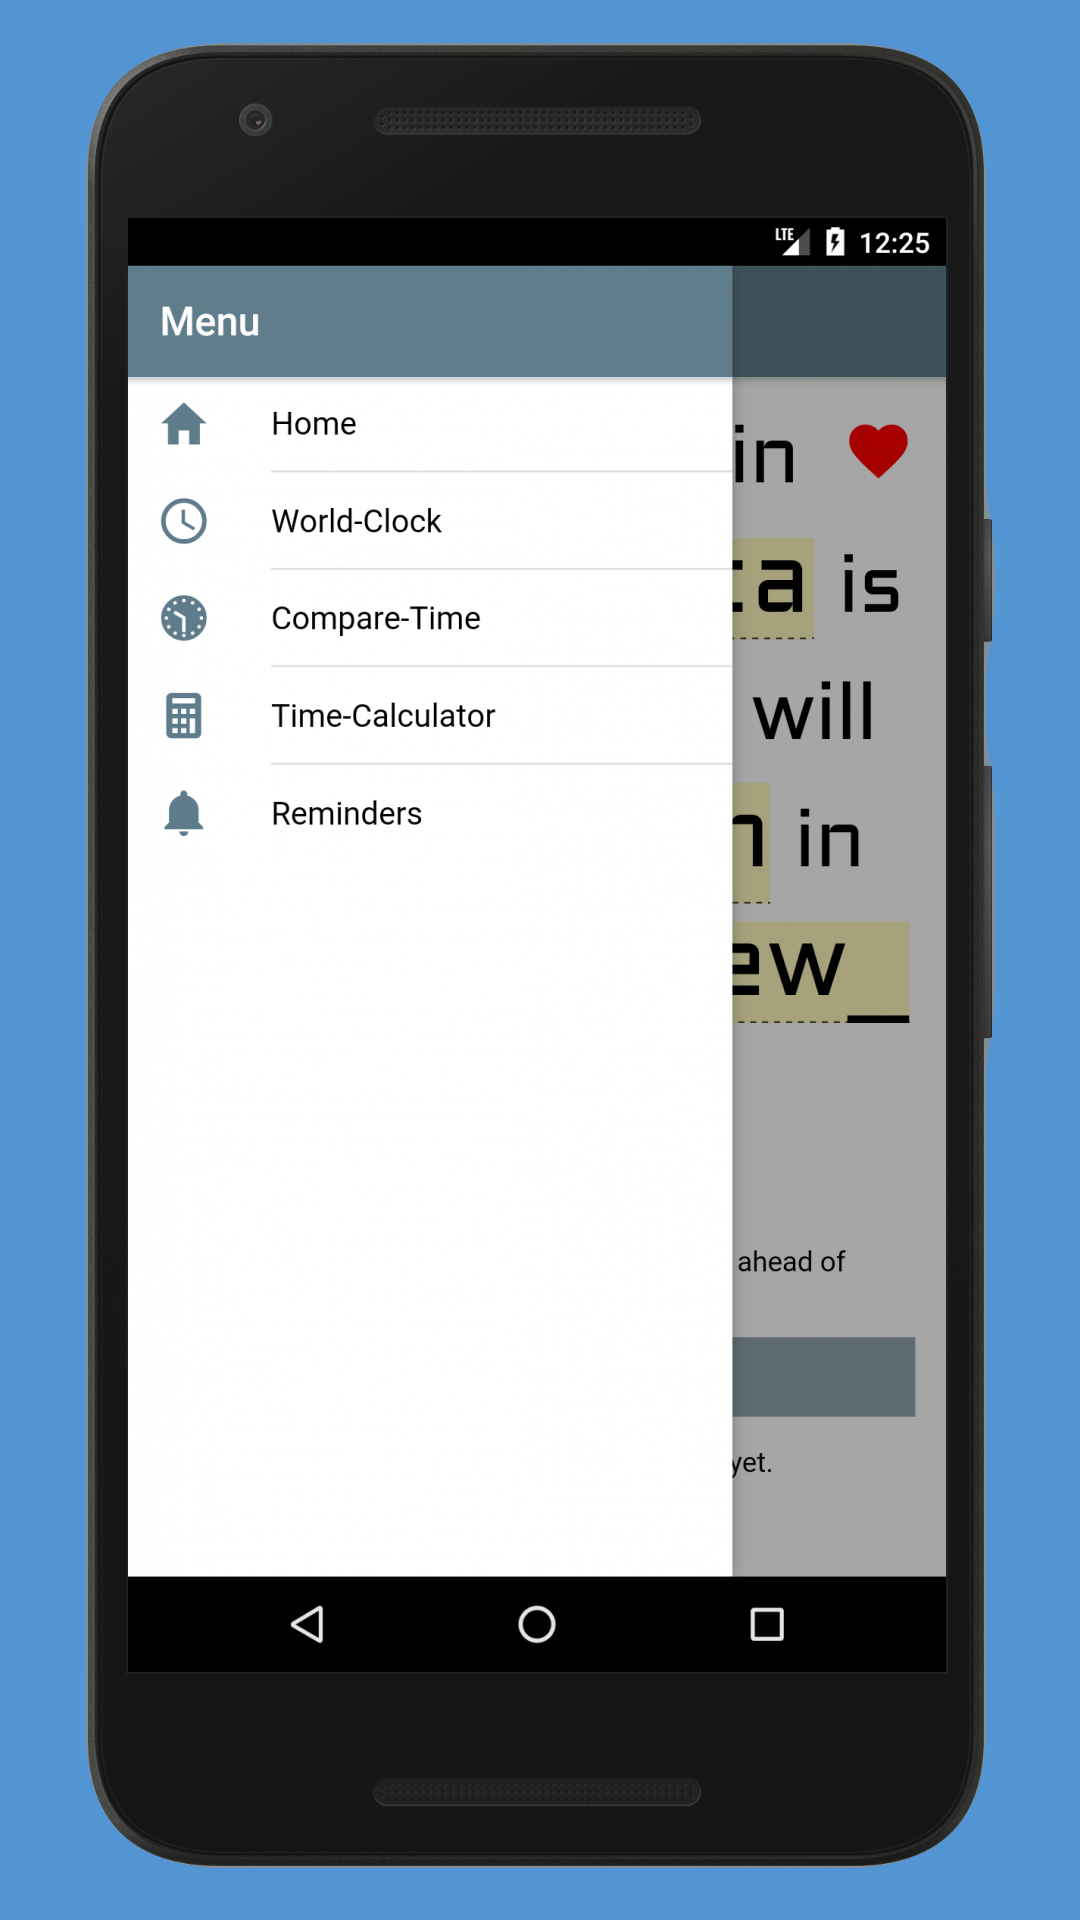 LTE 12:25
Menu
Home
in
World-Clock
is
Compare-Time
will
Time-Calculator
in
Reminders
ahead of
yet.